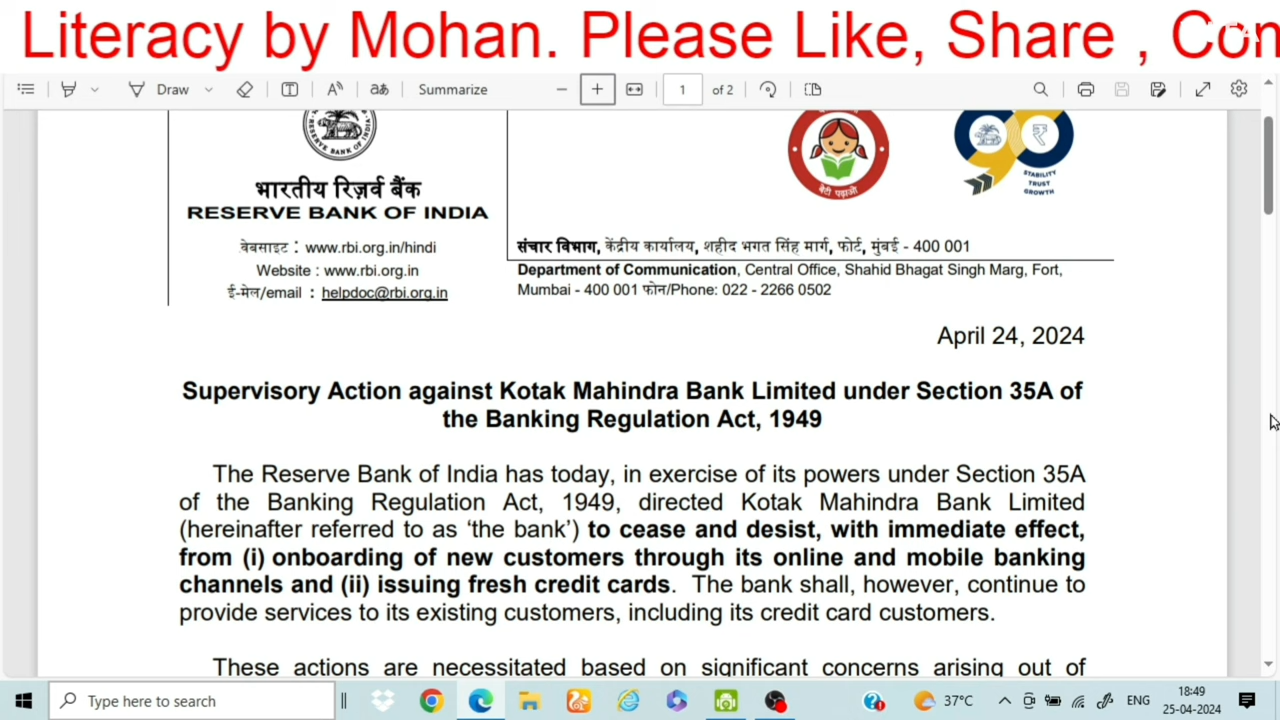 Literacy by Mohan. Please Like, Share , Com
Draw
Summarize
1 of 2
RESERVE BANK OF INDIA
बेटी पढ़ाओ
STABILITY
TRUST
GROWTH
भारतीय रिज़र्व बैंक
RESERVE BANK OF INDIA
वेबसाइट : www.rbi.org.in/hindi
Website : www.rbi.org.in
ई-मेल/email : helpdoc@rbi.org.in
संचार विभाग, केंद्रीय कार्यालय, शहीद भगत सिंह मार्ग, फोर्ट, मुंबई - 400 001
Department of Communication, Central Office, Shahid Bhagat Singh Marg, Fort,
Mumbai - 400 001 फोन/Phone: 022 - 2266 0502
April 24, 2024
Supervisory Action against Kotak Mahindra Bank Limited under Section 35A of
the Banking Regulation Act, 1949
The Reserve Bank of India has today, in exercise of its powers under Section 35A
of the Banking Regulation Act, 1949, directed Kotak Mahindra Bank Limited
(hereinafter referred to as ‘the bank’) to cease and desist, with immediate effect,
from (i) onboarding of new customers through its online and mobile banking
channels and (ii) issuing fresh credit cards. The bank shall, however, continue to
provide services to its existing customers, including its credit card customers.
These actions are necessitated based on significant concerns arising out of
Type here to search
37°C
ENG
18:49
25-04-2024